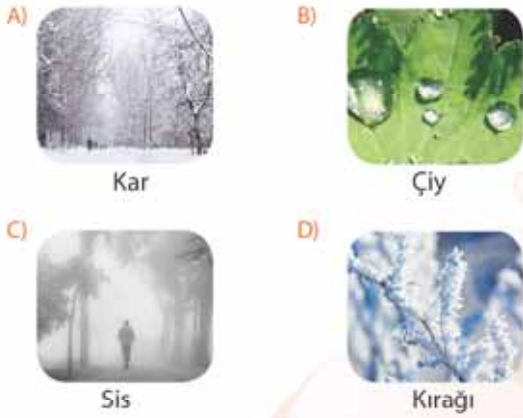 A)
B)
Kar
Çiy
C)
D)
Sis
Kırağı